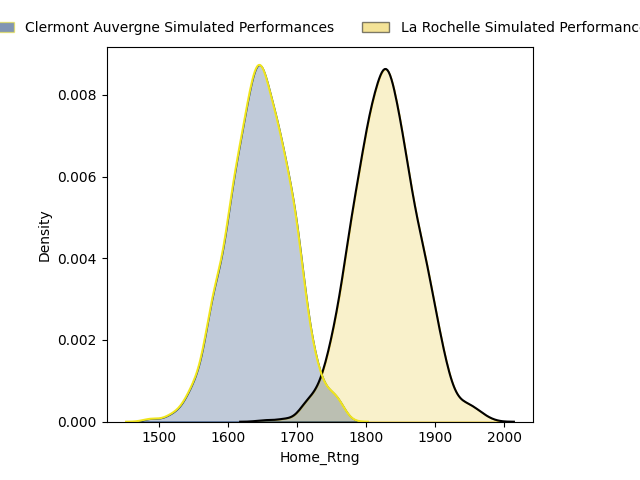 Clermont Auvergne Simulated Performances La Rochelle Simulated Performanc
Density
0.008
0.006
0.004
0.002
0.000
1500 1600 1700 1800 1900 2000
Home_Rtng